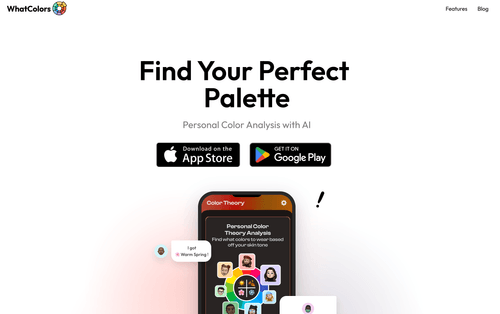 WhatColors
Features
Blog
Find Your Perfect
Palette
Personal Color Analysis with AI
Download on the
App Store
GET IT ON
Google Play
Color Theory
Personal Color
Theory Analysis
Find what colors to wear based
off your skin tone
I got
Warm Spring !